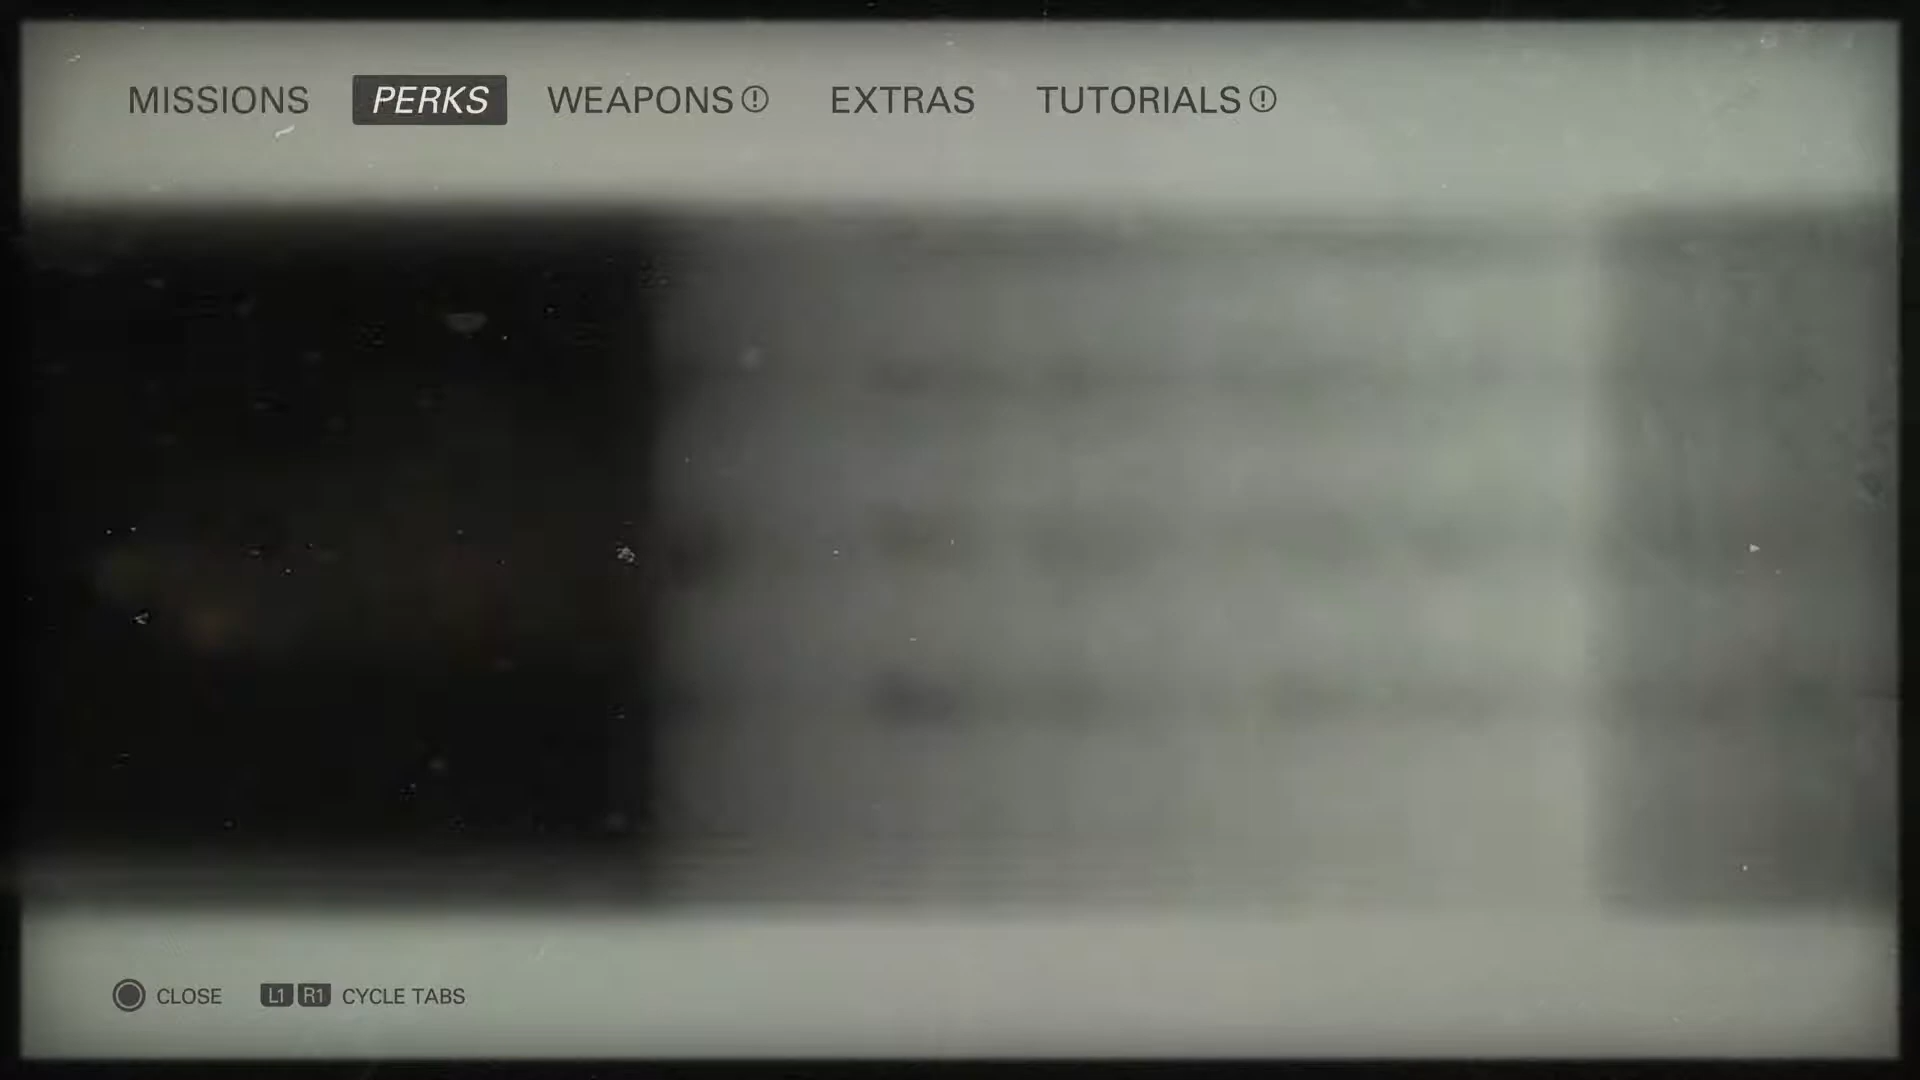 MISSIONS PERKS WEAPONS ! EXTRAS TUTORIALS !
CLOSE L1 R1 CYCLE TABS